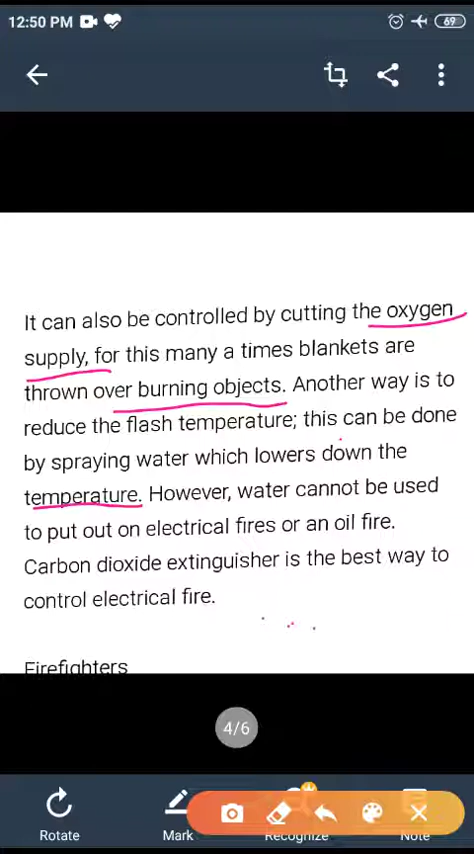 12:50 PM
69
It can also be controlled by cutting the oxygen
supply, for this many a times blankets are
thrown over burning objects. Another way is to
reduce the flash temperature; this can be done
by spraying water which lowers down the
temperature. However, water cannot be used
to put out on electrical fires or an oil fire.
Carbon dioxide extinguisher is the best way to
control electrical fire.
Firefighters
4/6
Rotate
Mark
Recognize
Note